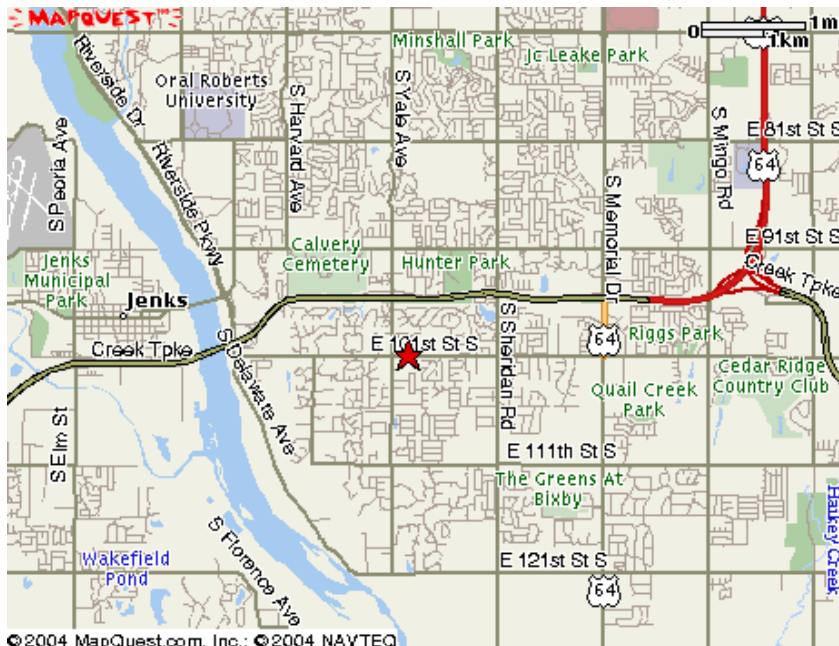 MAPQUEST
0 1m
1km
Minshall Park
Jc Leake Park
Oral Roberts
University
Riverside Dr
S Peoria Ave
S Harvard Ave
S Yale Ave
S Mingo Rd
E 81st St S
64
Riverside Pkwy
S Memorial Dr
E 91st St S
Creek Tpke
Calvery
Cemetery
Hunter Park
Jenks
Municipal
Park
Jenks
Creek Tpke
S Delaware Ave
E 101st St S
S Sheridan Rd
64
Riggs Park
Quail Creek
Park
Cedar Ridge
Country Club
S Elm St
E 111th St S
The Greens At
Bixby
Haukey Creek
S Florence Ave
Wakefield
Pond
E 121st St S
64
©2004 MapQuest.com, Inc.; ©2004 NAVTEQ